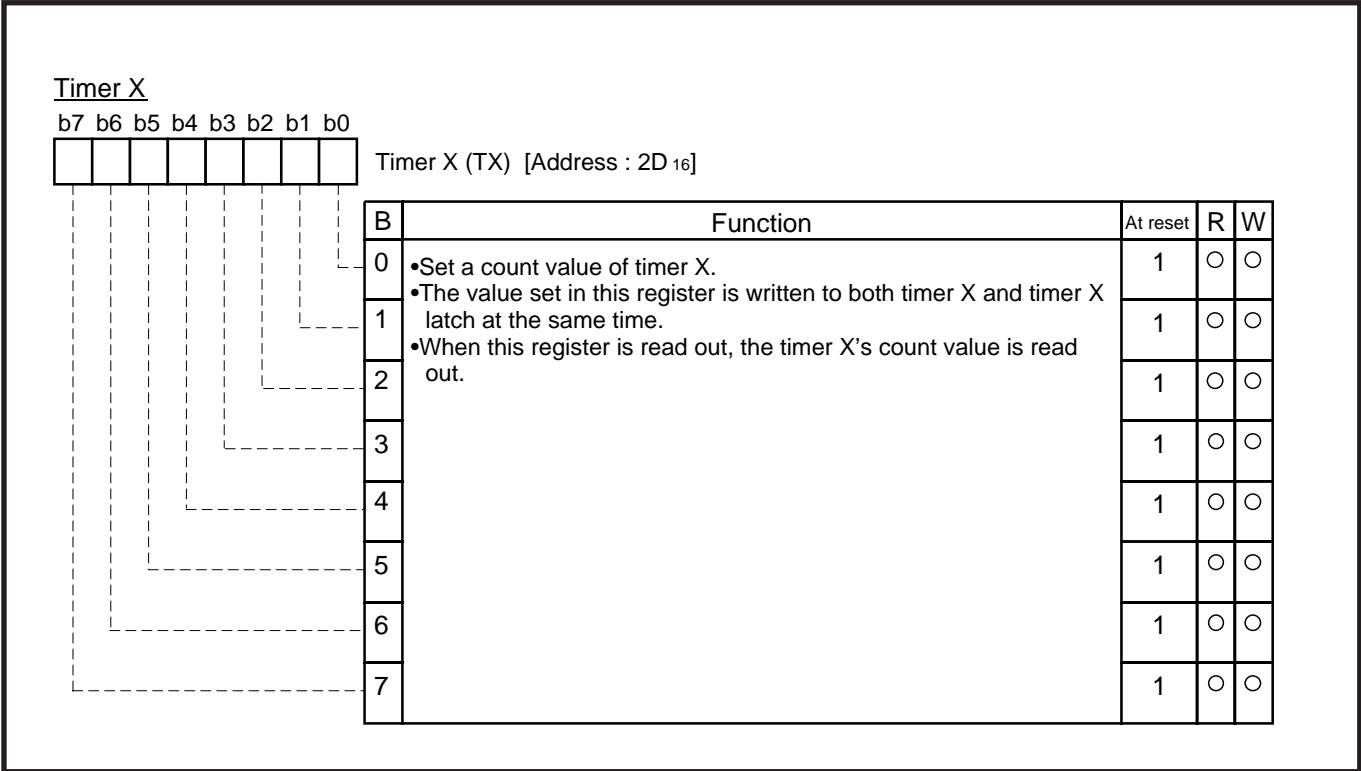 Timer X
b7 b6 b5 b4 b3 b2 b1 b0
Timer X (TX) [Address : 2D 16]
B Function At reset R W
0 •Set a count value of timer X. 1 ○ ○
•The value set in this register is written to both timer X and timer X
1 latch at the same time. 1 ○ ○
•When this register is read out, the timer X’s count value is read
2 out. 1 ○ ○
3 1 ○ ○
4 1 ○ ○
5 1 ○ ○
6 1 ○ ○
7 1 ○ ○